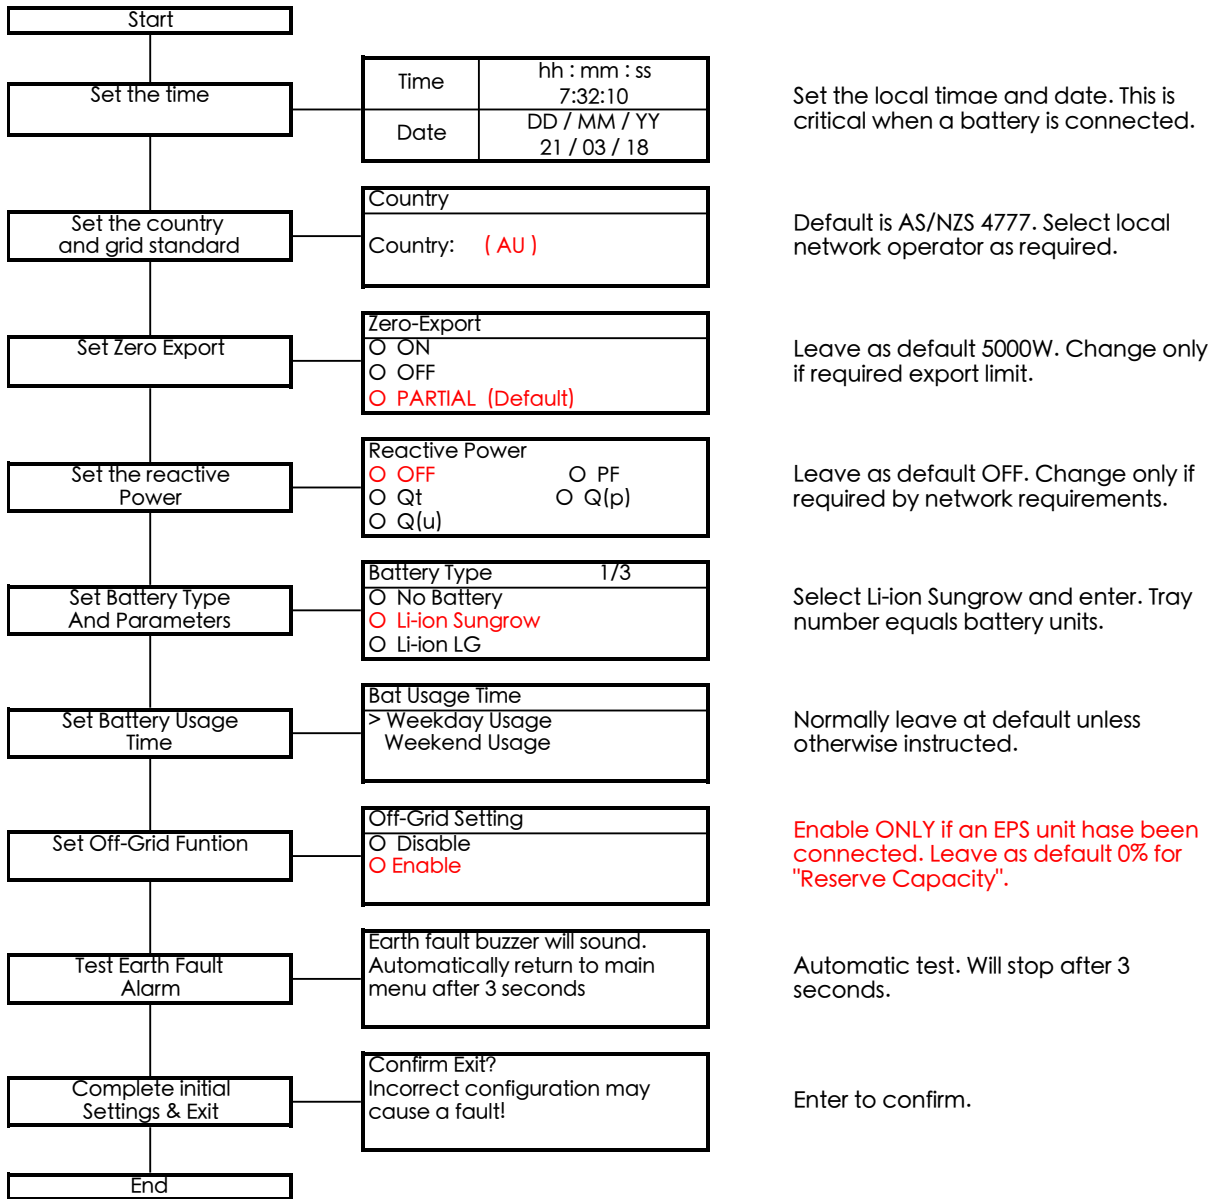 Start
Set the time
Time
hh : mm : ss
7:32:10
Date
DD / MM / YY
21 / 03 / 18
Set the local timae and date. This is
critical when a battery is connected.
Set the country
and grid standard
Country
Country: ( AU )
Default is AS/NZS 4777. Select local
network operator as required.
Set Zero Export
Zero-Export
O ON
O OFF
O PARTIAL (Default)
Leave as default 5000W. Change only
if required export limit.
Set the reactive
Power
Reactive Power
O OFF O PF
O Qt O Q(p)
O Q(u)
Leave as default OFF. Change only if
required by network requirements.
Set Battery Type
And Parameters
Battery Type 1/3
O No Battery
O Li-ion Sungrow
O Li-ion LG
Select Li-ion Sungrow and enter. Tray
number equals battery units.
Set Battery Usage
Time
Bat Usage Time
> Weekday Usage
Weekend Usage
Normally leave at default unless
otherwise instructed.
Set Off-Grid Funtion
Off-Grid Setting
O Disable
O Enable
Enable ONLY if an EPS unit hase been
connected. Leave as default 0% for
"Reserve Capacity".
Test Earth Fault
Alarm
Earth fault buzzer will sound.
Automatically return to main
menu after 3 seconds
Automatic test. Will stop after 3
seconds.
Complete initial
Settings & Exit
Confirm Exit?
Incorrect configuration may
cause a fault!
Enter to confirm.
End